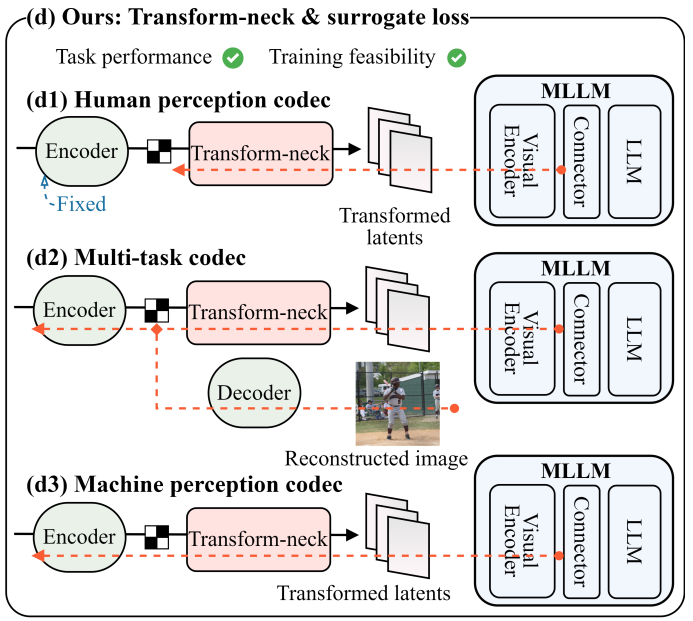 (d) Ours: Transform-neck & surrogate loss
Task performance
Training feasibility
(d1) Human perception codec
MLLM
Encoder
Transform-neck
Visual
Encoder
Connector
LLM
Fixed
Transformed
latents
(d2) Multi-task codec
MLLM
Encoder
Transform-neck
Visual
Encoder
Connector
LLM
Decoder
Reconstructed image
(d3) Machine perception codec
MLLM
Encoder
Transform-neck
Visual
Encoder
Connector
LLM
Transformed latents